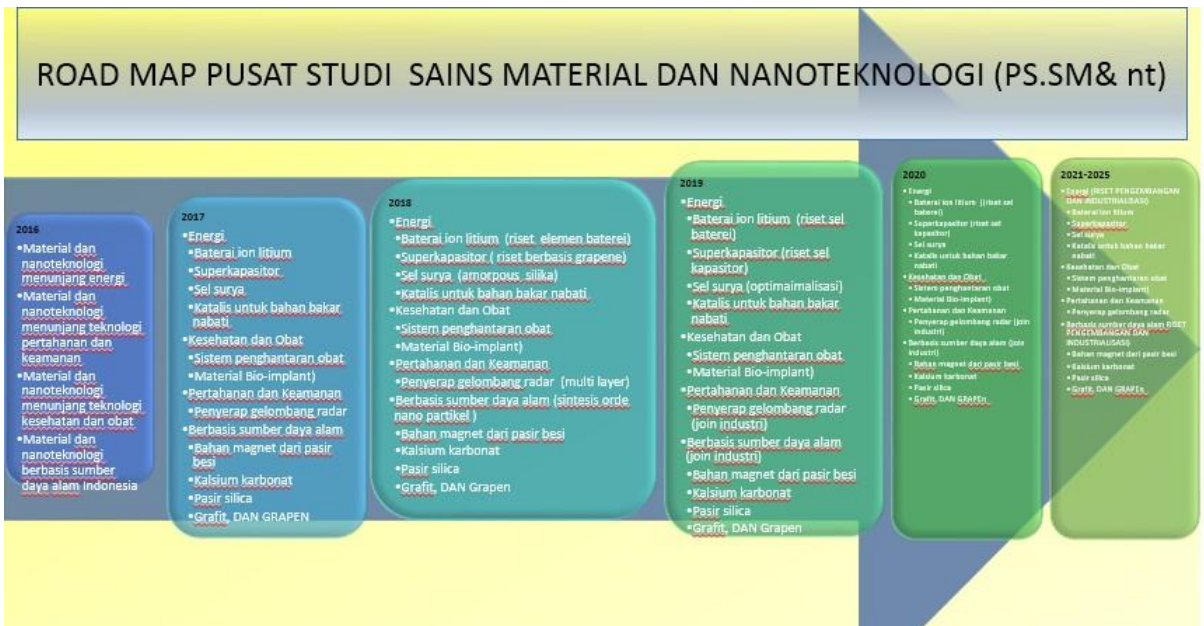 ROAD MAP PUSAT STUDI SAINS MATERIAL DAN NANOTEKNOLOGI (PS.SM& nt)
2016
•Material dan
nanoteknologi
menunjang energi
•Material dan
nanoteknologi
menunjang teknologi
pertahanan dan
keamanan
•Material dan
nanoteknologi
menunjang teknologi
kesehatan dan obat
•Material dan
nanoteknologi
berbasis sumber
daya alam Indonesia
2017
•Energi
•Baterai ion litium
•Superkapasitor
•Sel surya
•Katalis untuk bahan bakar
nabati
•Kesehatan dan Obat
•Sistem penghantaran obat
•Material Bio-implant)
•Pertahanan dan Keamanan
•Penyerap gelombang radar
•Berbasis sumber daya alam
•Bahan magnet dari pasir
besi
•Kalsium karbonat
•Pasir silica
•Grafit, DAN GRAPEN
2018
•Energi
•Baterai ion litium (riset elemen baterei)
•Superkapasitor ( riset berbasis grapene)
•Sel surya (amorpous silika)
•Katalis untuk bahan bakar nabati
•Kesehatan dan Obat
•Sistem penghantaran obat
•Material Bio-implant)
•Pertahanan dan Keamanan
•Penyerap gelombang radar (multi layer)
•Berbasis sumber daya alam (sintesis orde
nano partikel )
•Bahan magnet dari pasir besi
•Kalsium karbonat
•Pasir silica
•Grafit, DAN Grapen
2019
•Energi
•Baterai ion litium (riset sel
baterei)
•Superkapasitor (riset sel
kapasitor)
•Sel surya (optimaimalisasi)
•Katalis untuk bahan bakar
nabati
•Kesehatan dan Obat
•Sistem penghantaran obat
•Material Bio-implant)
•Pertahanan dan Keamanan
•Penyerap gelombang radar
(join industri)
•Berbasis sumber daya alam
(join industri)
•Bahan magnet dari pasir besi
•Kalsium karbonat
•Pasir silica
•Grafit, DAN Grapen
2020
•Energi
•Baterai ion litium ((riset sel
baterei)
•Superkapasitor (riset sel
kapasitor)
•Sel surya
•Katalis untuk bahan bakar
nabati
•Kesehatan dan Obat
•Sistem penghantaran obat
•Material Bio-implant)
•Pertahanan dan Keamanan
•Penyerap gelombang radar (join
industri)
•Berbasis sumber daya alam (join
industri)
•Bahan magnet dari pasir besi
•Kalsium karbonat
•Pasir silica
•Grafit, DAN GRAPEn
2021-2025
•Energi (RISET PENGEMBANGAN
DAN INDUSTRIALISASI)
•Baterai ion litium
•Superkapasitor
•Sel surya
•Katalis untuk bahan bakar
nabati
•Kesehatan dan Obat
•Sistem penghantaran obat
•Material Bio-implant)
•Pertahanan dan Keamanan
•Penyerap gelombang radar
•Berbasis sumber daya alam RISET
PENGEMBANGAN DAN
INDUSTRIALISASI)
•Bahan magnet dari pasir besi
•Kalsium karbonat
•Pasir silica
•Grafit, DAN GRAPEn